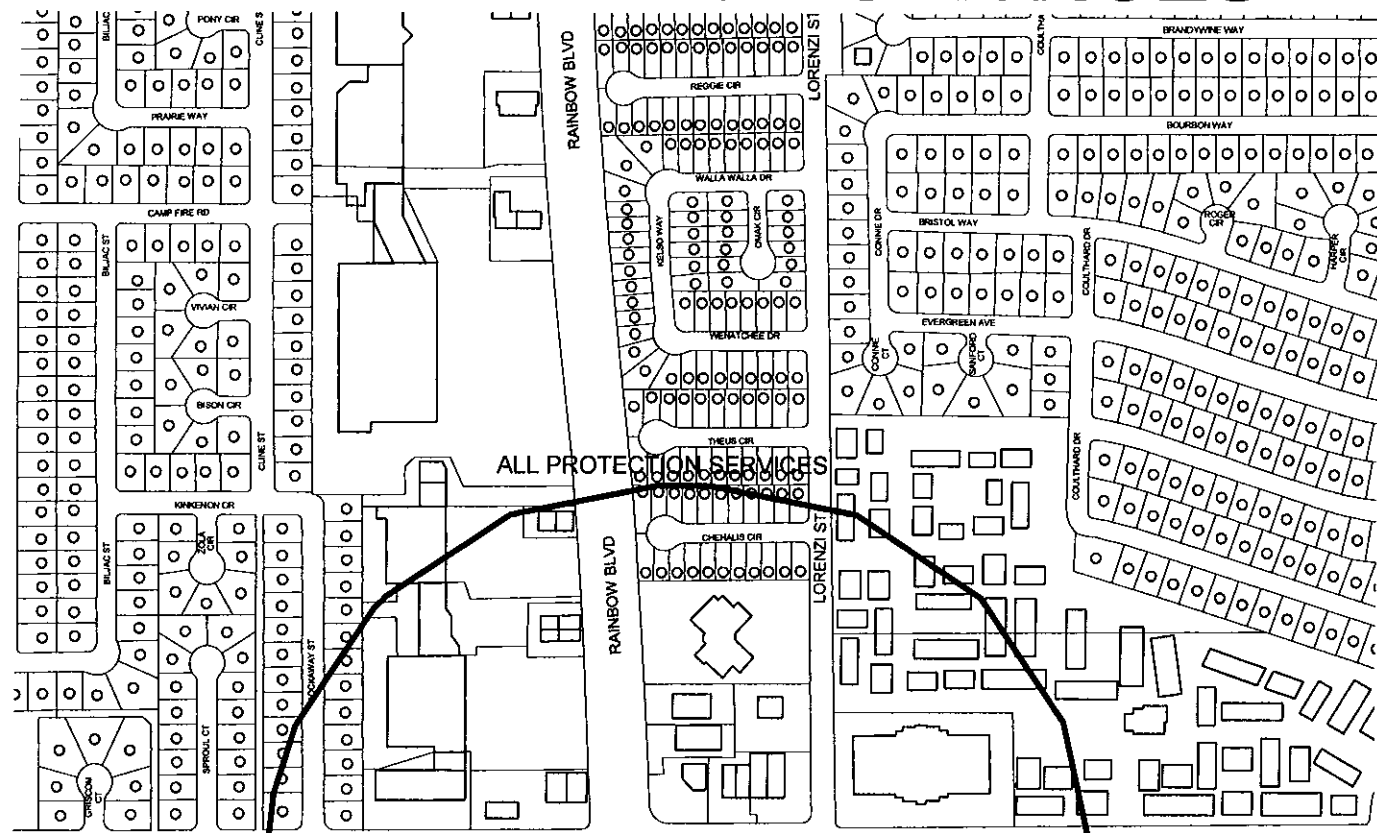 PONY CIR
CLINE ST
RAINBOW BLVD
LORENZI ST
BRANDYWINE WAY
REGGIE CIR
PRAIRIE WAY
BOURBON WAY
WALLA WALLA DR
CAMP FIRE RD
BILJAC ST
KELSO WAY
OMAK CIR
CONNIE DR
BRISTOL WAY
COULTHARD DR
ROGER
CIR
HARPER
CIR
VIVIAN CIR
WENATCHEE DR
EVERGREEN AVE
CONNIE
CT
SANFORD
CT
BISON CIR
CLINE ST
THEUS CIR
COULTHARD DR
ALL PROTECTION SERVICES
KINKENON DR
ZOLA
CIR
BILJAC ST
CHEHALIS CIR
RAINBOW BLVD
LORENZI ST
SPROUL CT
GRISCOM
CT